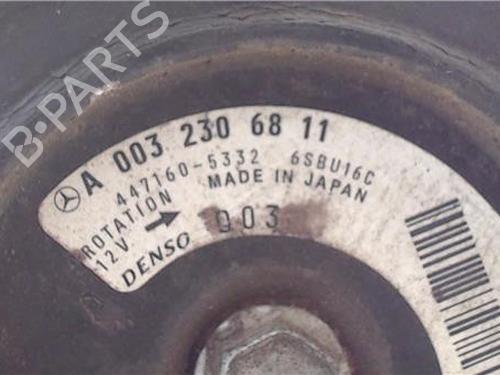 B-PARTS
A 003 230 68 11
447160-5332 6SBU16C
ROTATION MADE IN JAPAN
12V 003
DENSO